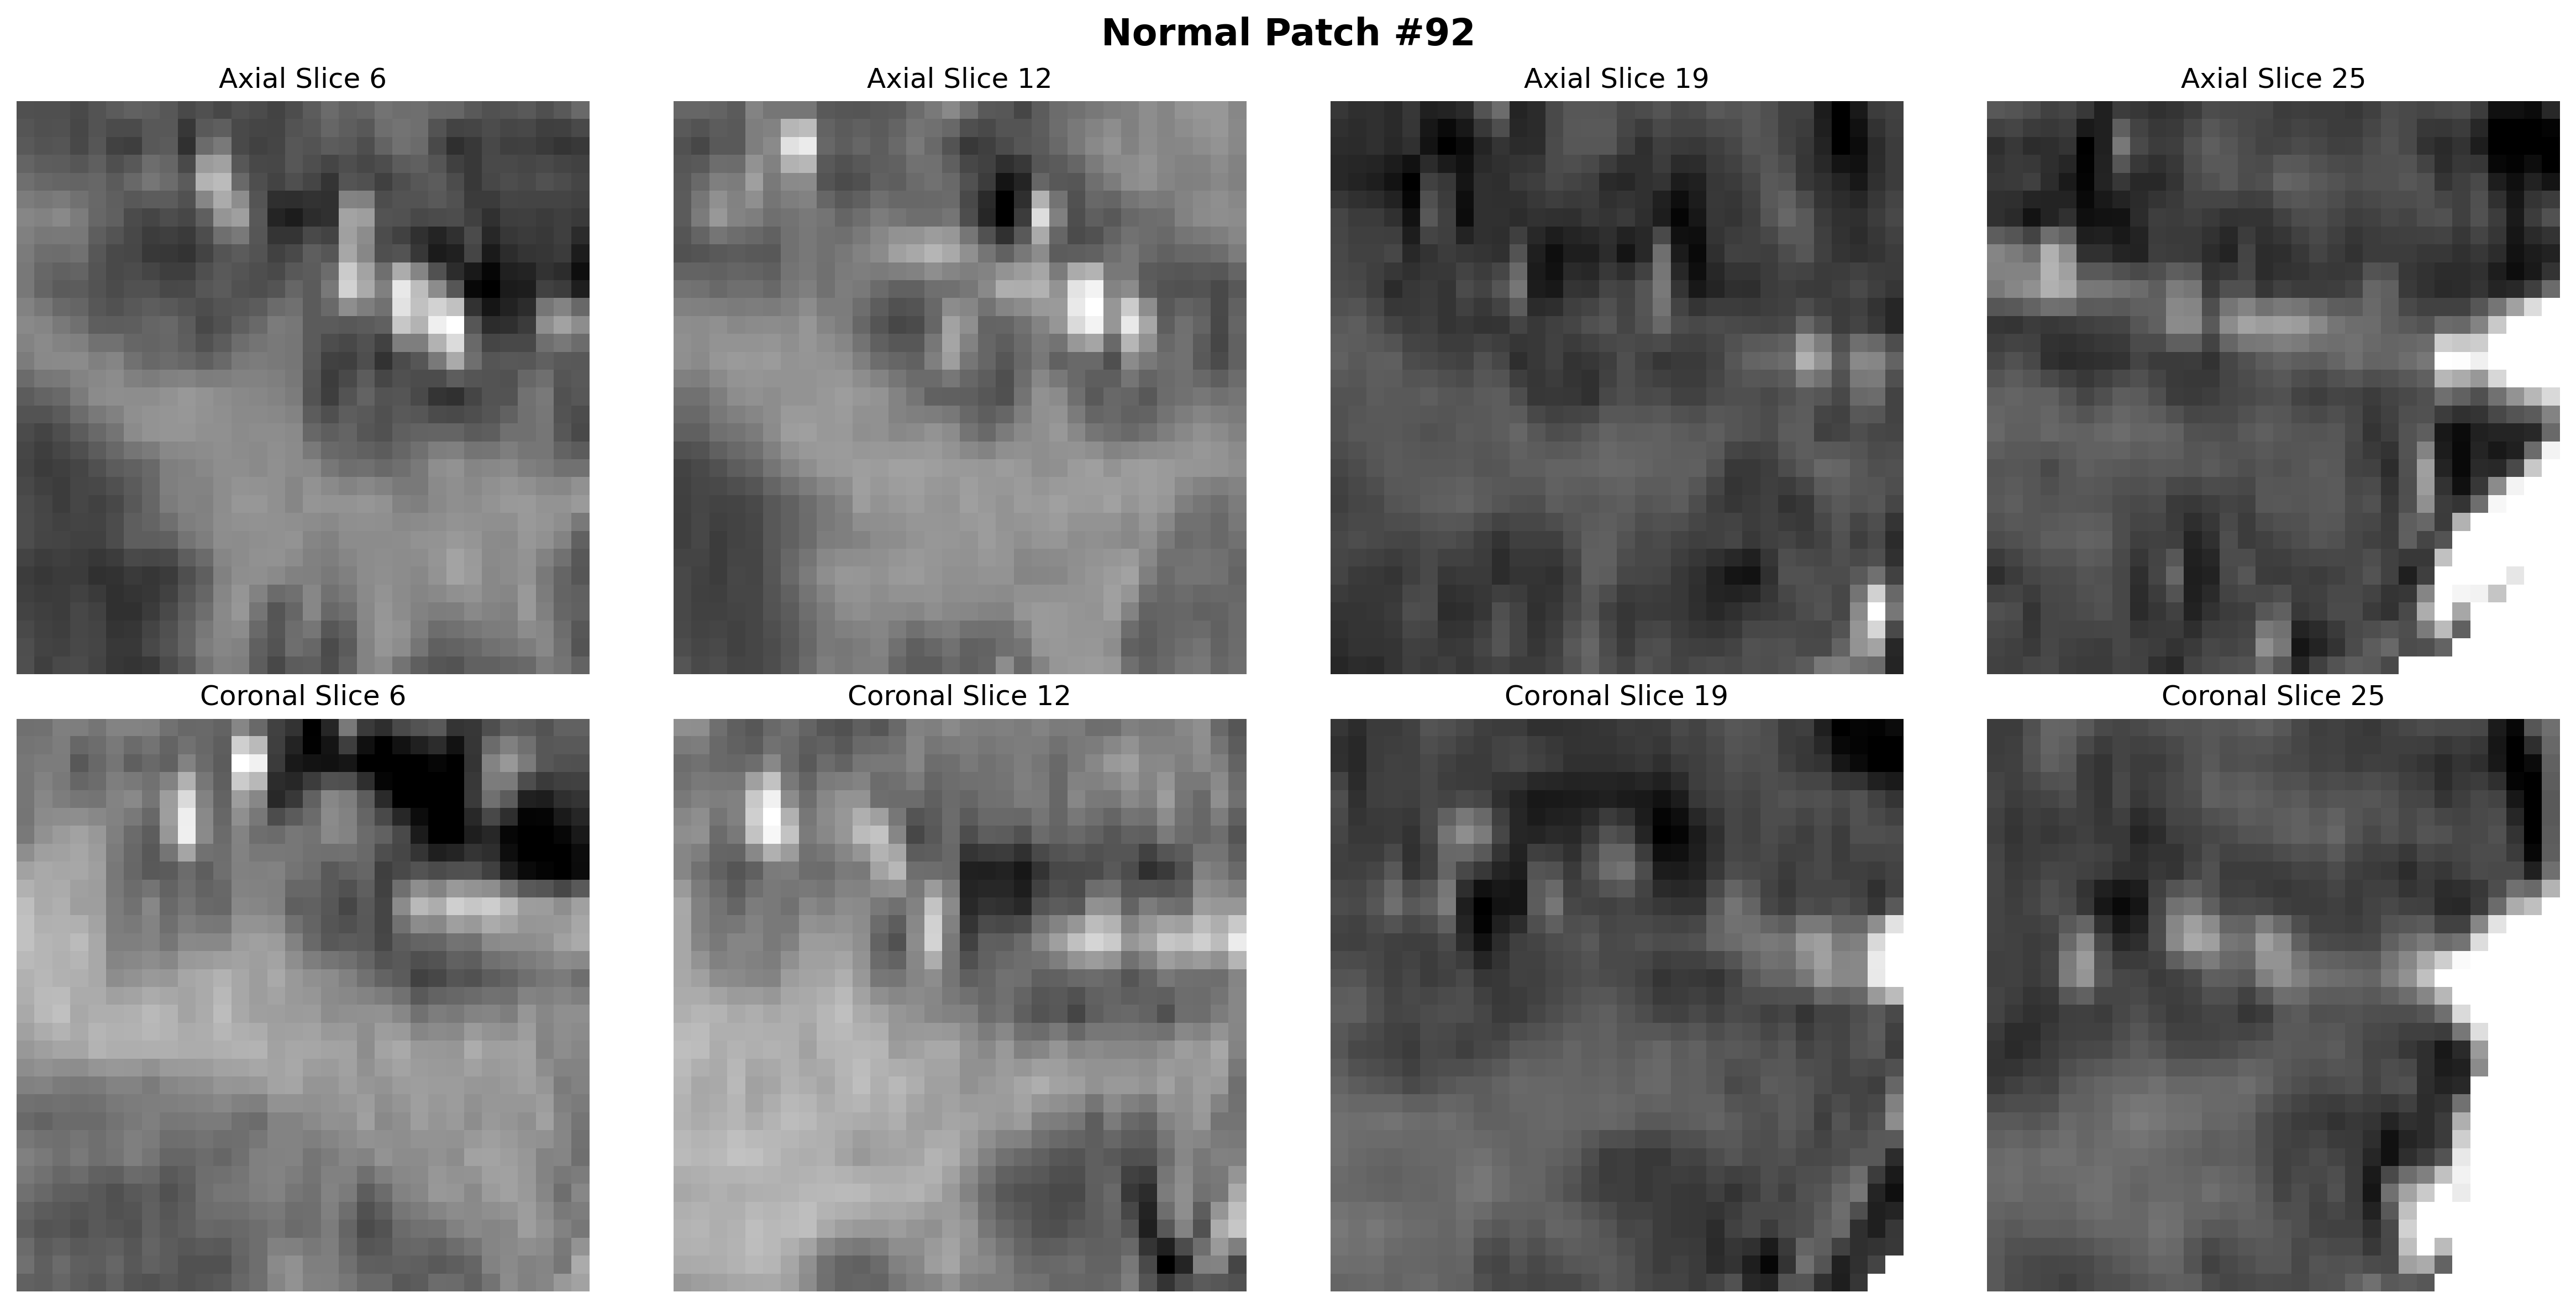 Normal Patch #92
Axial Slice 6
Axial Slice 12
Axial Slice 19
Axial Slice 25
Coronal Slice 6
Coronal Slice 12
Coronal Slice 19
Coronal Slice 25